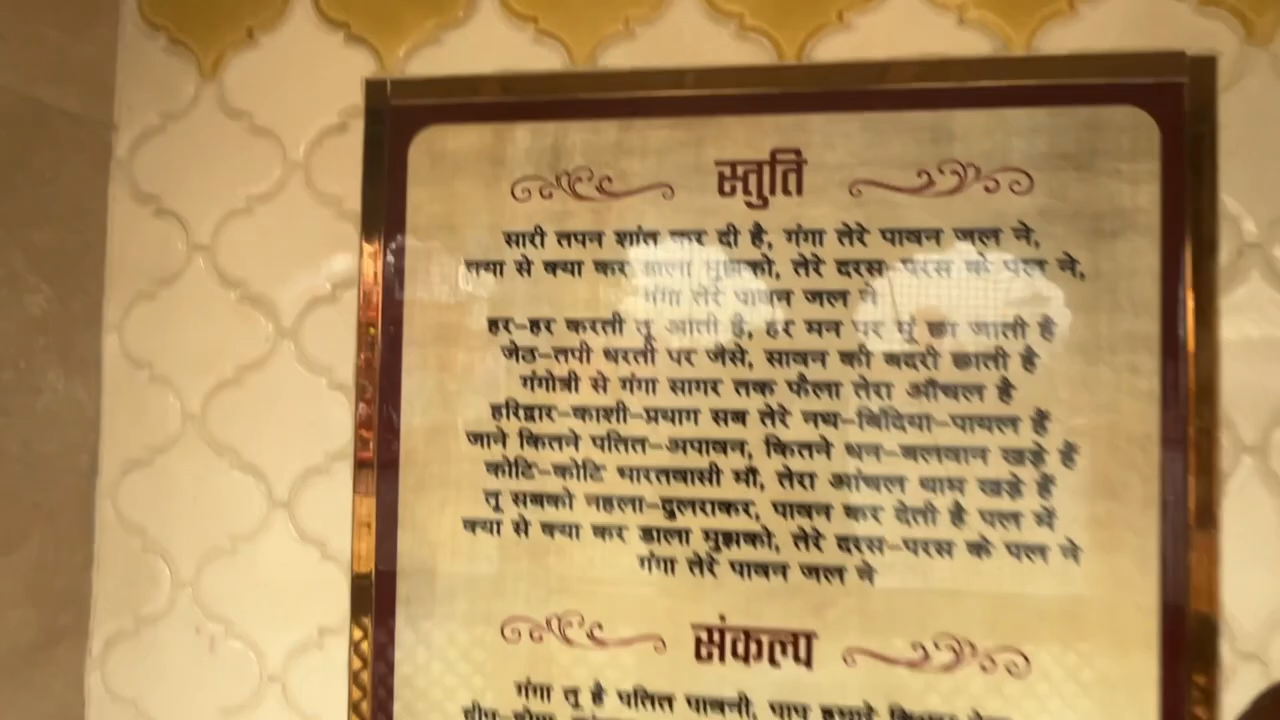 स्तुति
सारी तपन शांत कर दी है, गंगा तेरे पावन जल ने,
क्या से क्या कर डाला मुझको, तेरे दरस-परस के पल ने,
गंगा तेरे पावन जल ने
हर-हर करती तू आती है, हर मन पर यूं छा जाती है
जेठ-तपी धरती पर जैसे, सावन की बदरी छाती है
गंगोत्री से गंगा सागर तक फैला तेरा आँचल है
हरिद्वार-काशी-प्रयाग सब तेरे नथ-बिंदिया-पायल हैं
जाने कितने पतित-अपावन, कितने धन-बलवान खड़े हैं
कोटि-कोटि भारतवासी माँ, तेरा आंचल थाम खड़े हैं
तू सबको नहला-दुलराकर, पावन कर देती है पल में
क्या से क्या कर डाला मुझको, तेरे दरस-परस के पल ने
गंगा तेरे पावन जल ने
संकल्प
गंगा तू है पतित पावनी, पाप हमारे